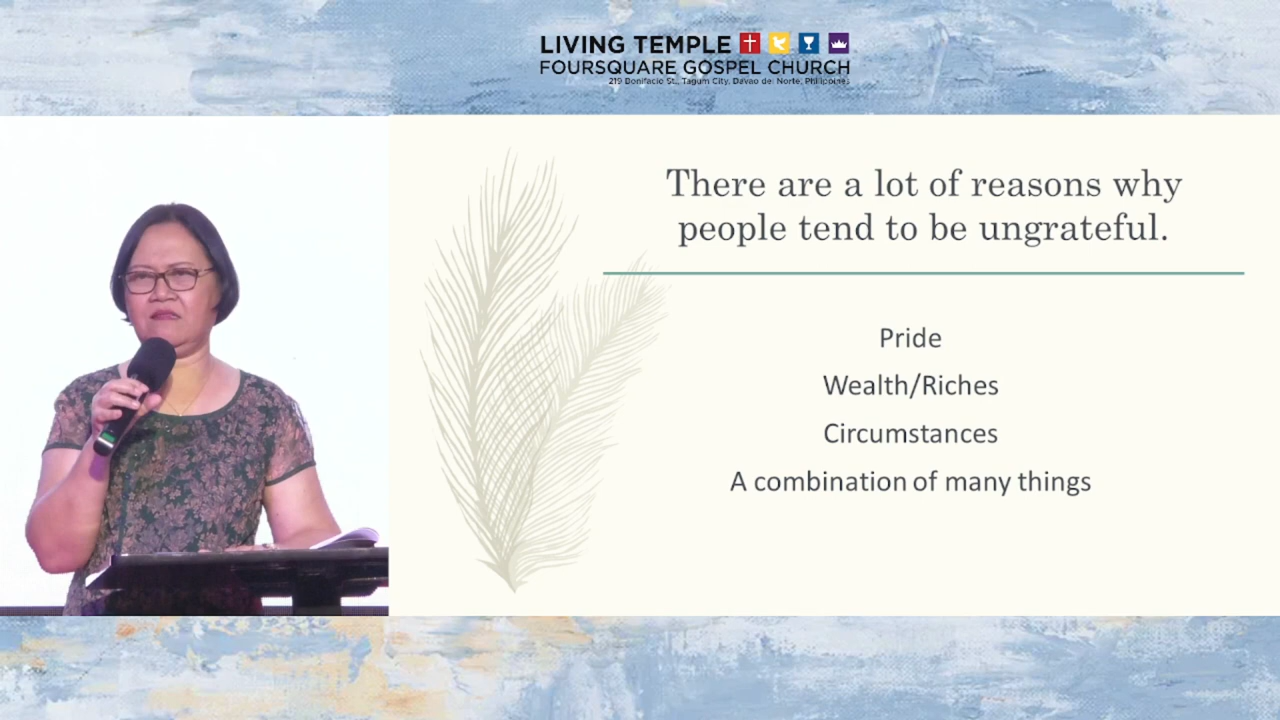 LIVING TEMPLE
FOURSQUARE GOSPEL CHURCH
219 Bonifacio St., Tagum City, Davao del Norte, Philippines
There are a lot of reasons why
people tend to be ungrateful.
Pride
Wealth/Riches
Circumstances
A combination of many things